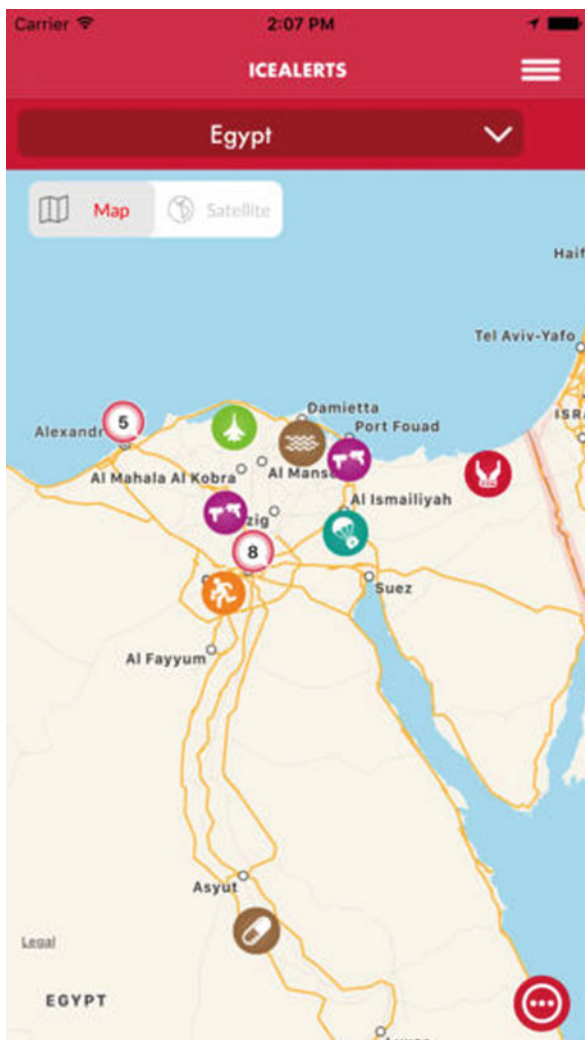 Carrier 2:07 PM
ICEALERTS
Egypt
Map Satellite
Haif
Tel Aviv-Yafo
Damietta
ISRA
5
Alexandr
Port Fouad
Al Mahala Al Kobra
Al Mans
Al Ismailiyah
zig
8
Suez
Al Fayyum
Asyut
Legal
EGYPT